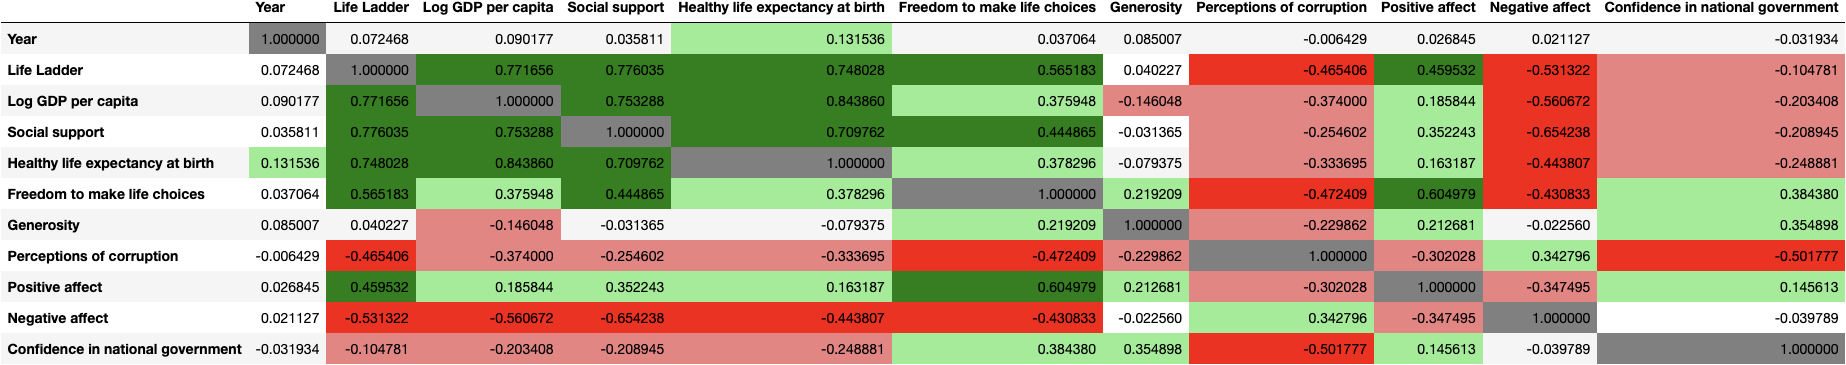 Year Life Ladder Log GDP per capita Social support Healthy life expectancy at birth Freedom to make life choices Generosity Perceptions of corruption Positive affect Negative affect Confidence in national government
Year 1.000000 0.072468 0.090177 0.035811 0.131536 0.037064 0.085007 -0.006429 0.026845 0.021127 -0.031934
Life Ladder 0.072468 1.000000 0.771656 0.776035 0.748028 0.565183 0.040227 -0.465406 0.459532 -0.531322 -0.104781
Log GDP per capita 0.090177 0.771656 1.000000 0.753288 0.843860 0.375948 -0.146048 -0.374000 0.185844 -0.560672 -0.203408
Social support 0.035811 0.776035 0.753288 1.000000 0.709762 0.444865 -0.031365 -0.254602 0.352243 -0.654238 -0.208945
Healthy life expectancy at birth 0.131536 0.748028 0.843860 0.709762 1.000000 0.378296 -0.079375 -0.333695 0.163187 -0.443807 -0.248881
Freedom to make life choices 0.037064 0.565183 0.375948 0.444865 0.378296 1.000000 0.219209 -0.472409 0.604979 -0.430833 0.384380
Generosity 0.085007 0.040227 -0.146048 -0.031365 -0.079375 0.219209 1.000000 -0.229862 0.212681 -0.022560 0.354898
Perceptions of corruption -0.006429 -0.465406 -0.374000 -0.254602 -0.333695 -0.472409 -0.229862 1.000000 -0.302028 0.342796 -0.501777
Positive affect 0.026845 0.459532 0.185844 0.352243 0.163187 0.604979 0.212681 -0.302028 1.000000 -0.347495 0.145613
Negative affect 0.021127 -0.531322 -0.560672 -0.654238 -0.443807 -0.430833 -0.022560 0.342796 -0.347495 1.000000 -0.039789
Confidence in national government -0.031934 -0.104781 -0.203408 -0.208945 -0.248881 0.384380 0.354898 -0.501777 0.145613 -0.039789 1.000000